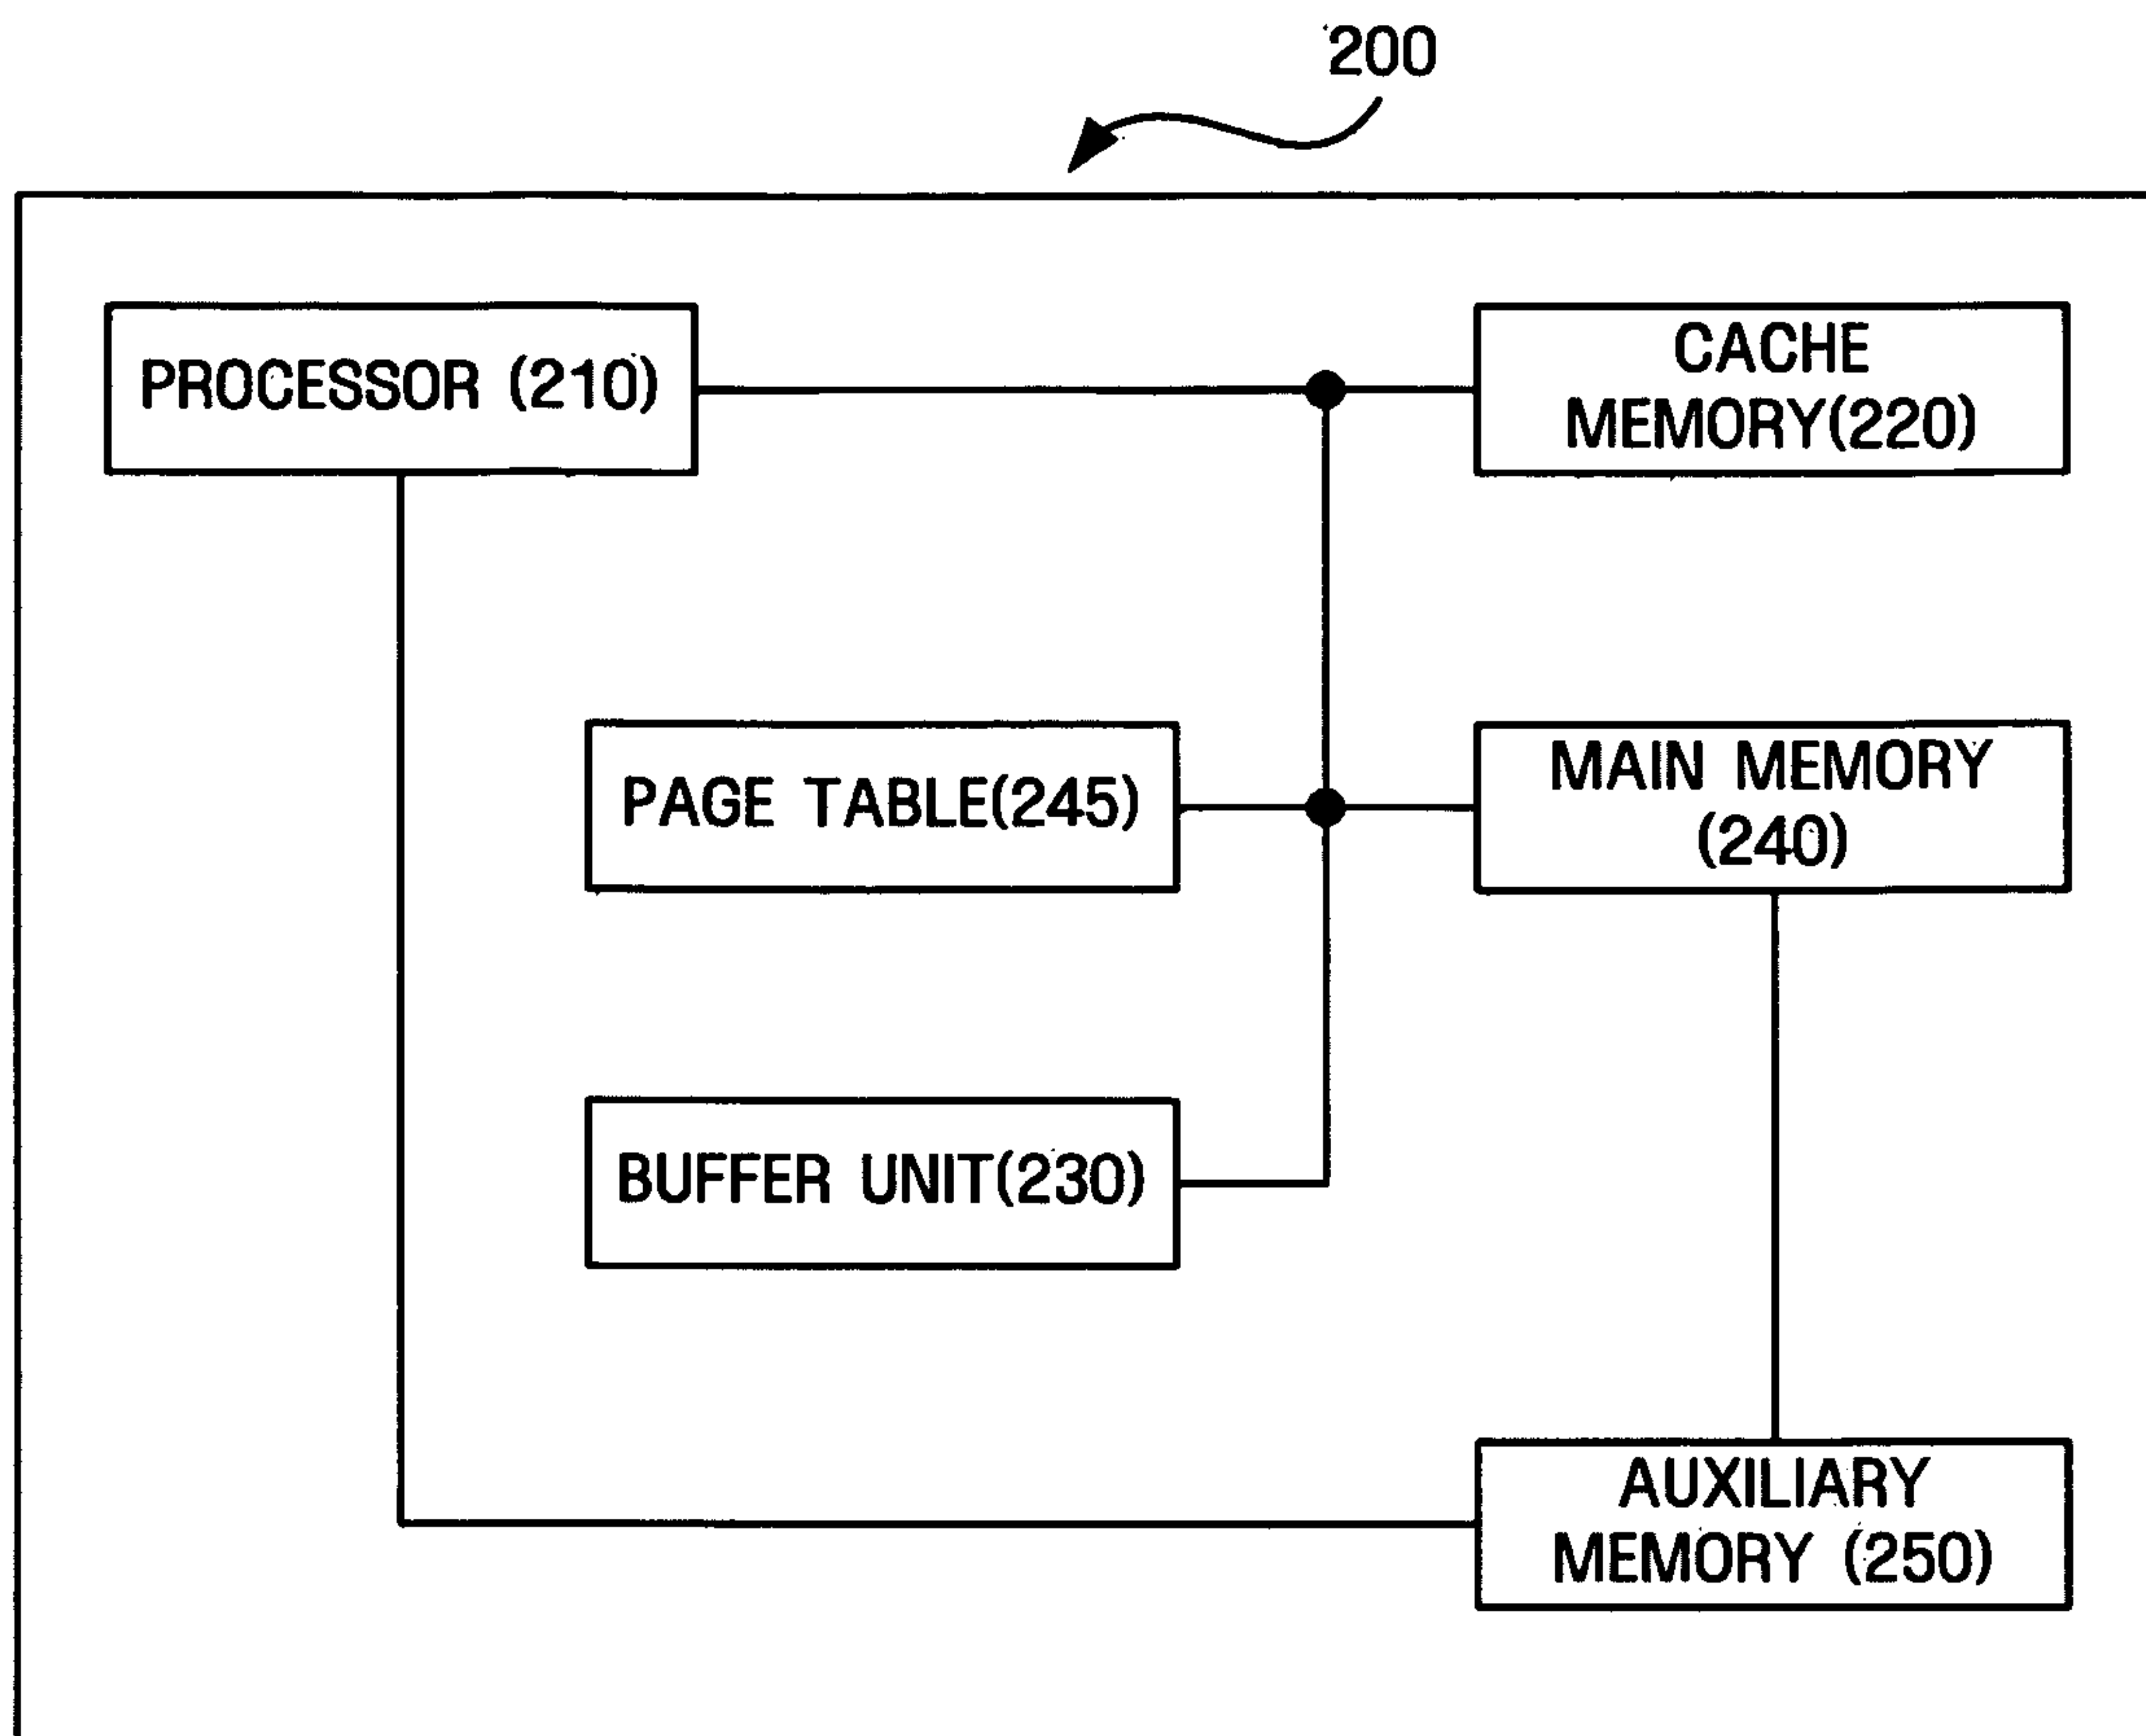 200
PROCESSOR (210)
CACHE
MEMORY(220)
PAGE TABLE(245)
MAIN MEMORY
(240)
BUFFER UNIT(230)
AUXILIARY
MEMORY (250)